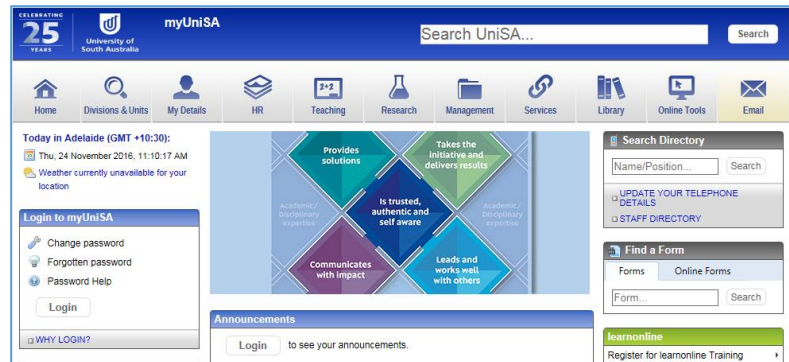 CELEBRATING
25
YEARS
University of
South Australia
myUniSA
Search UniSA...
Search
Home
Divisions & Units
My Details
HR
2+2
Teaching
Research
Management
Services
Library
Online Tools
Email
Today in Adelaide (GMT +10:30):
Thu, 24 November 2016, 11:10:17 AM
Weather currently unavailable for your
location
Login to myUniSA
Change password
Forgotten password
Password Help
Login
WHY LOGIN?
Provides
solutions
Takes the
initiative and
delivers results
Academic/
Disciplinary
expertise
Is trusted,
authentic and
self aware
Academic/
Disciplinary
expertise
Communicates
with impact
Leads and
works well
with others
Announcements
Login
to see your announcements.
Search Directory
Name/Position...
Search
UPDATE YOUR TELEPHONE
DETAILS
STAFF DIRECTORY
Find a Form
Forms
Online Forms
Form...
Search
learnonline
Register for learnonline Training